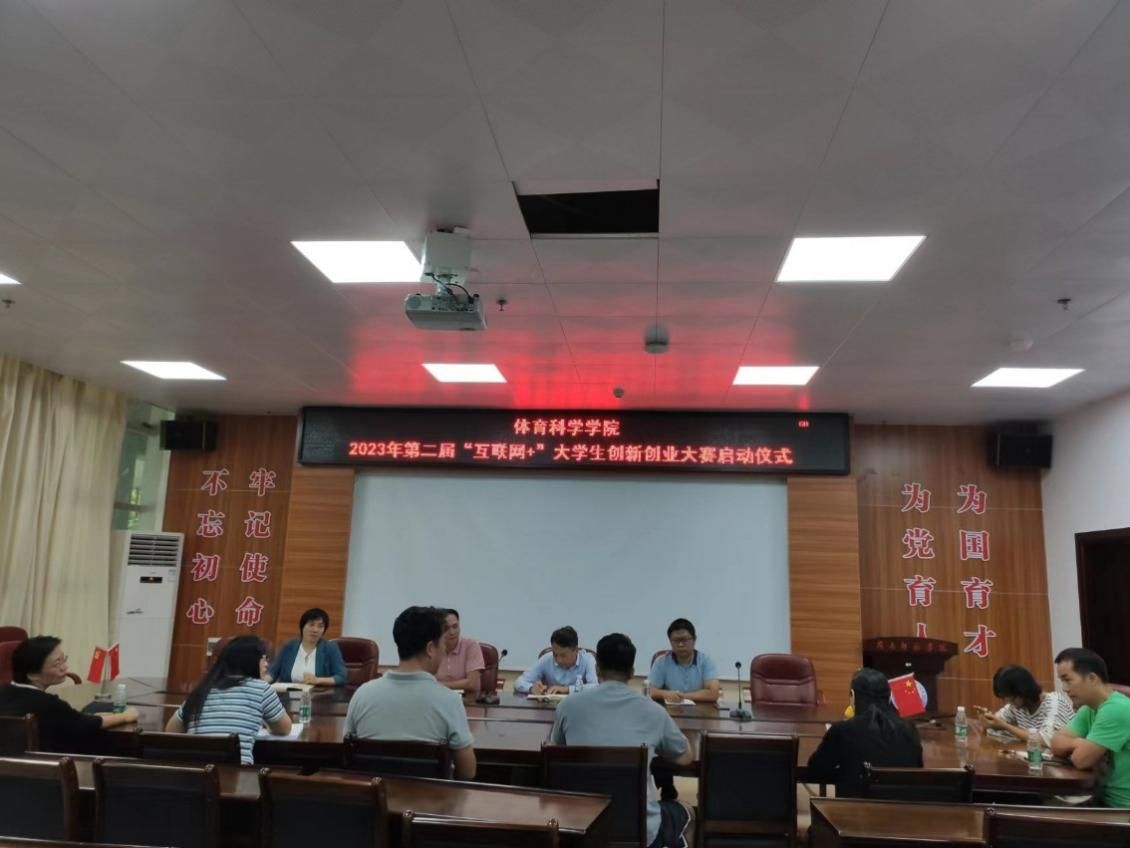 体育科学学院
2023年第二届“互联网+”大学生创新创业大赛启动仪式
不忘初心
牢记使命
为党育人
为国育才